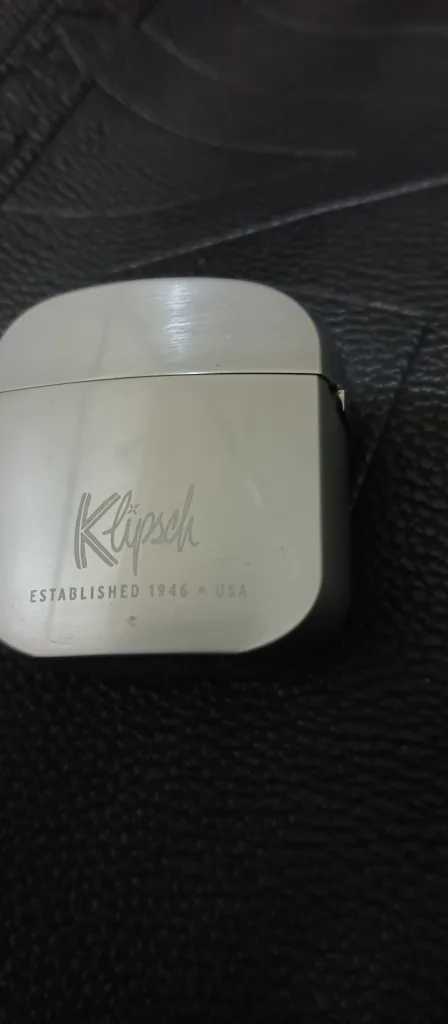 Klipsch
ESTABLISHED 1946 * USA